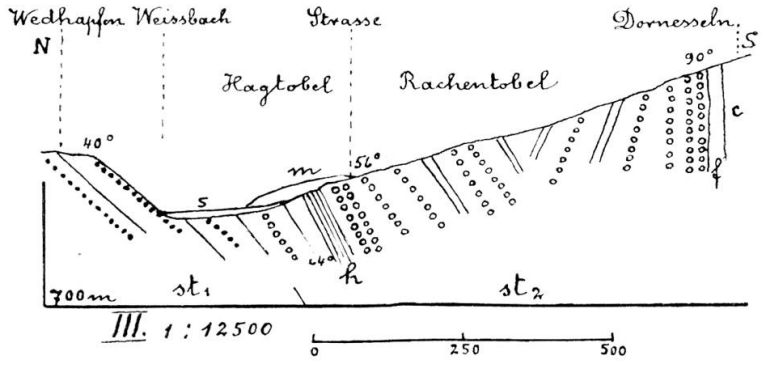 Wedhapfen Weissbach Strasse Dornesseln.
N S
Hagtobel Rachentobel 90°
40° m 56° c
s f
64° h
st₁ st₂
700m
III. 1:12500
0 250 500